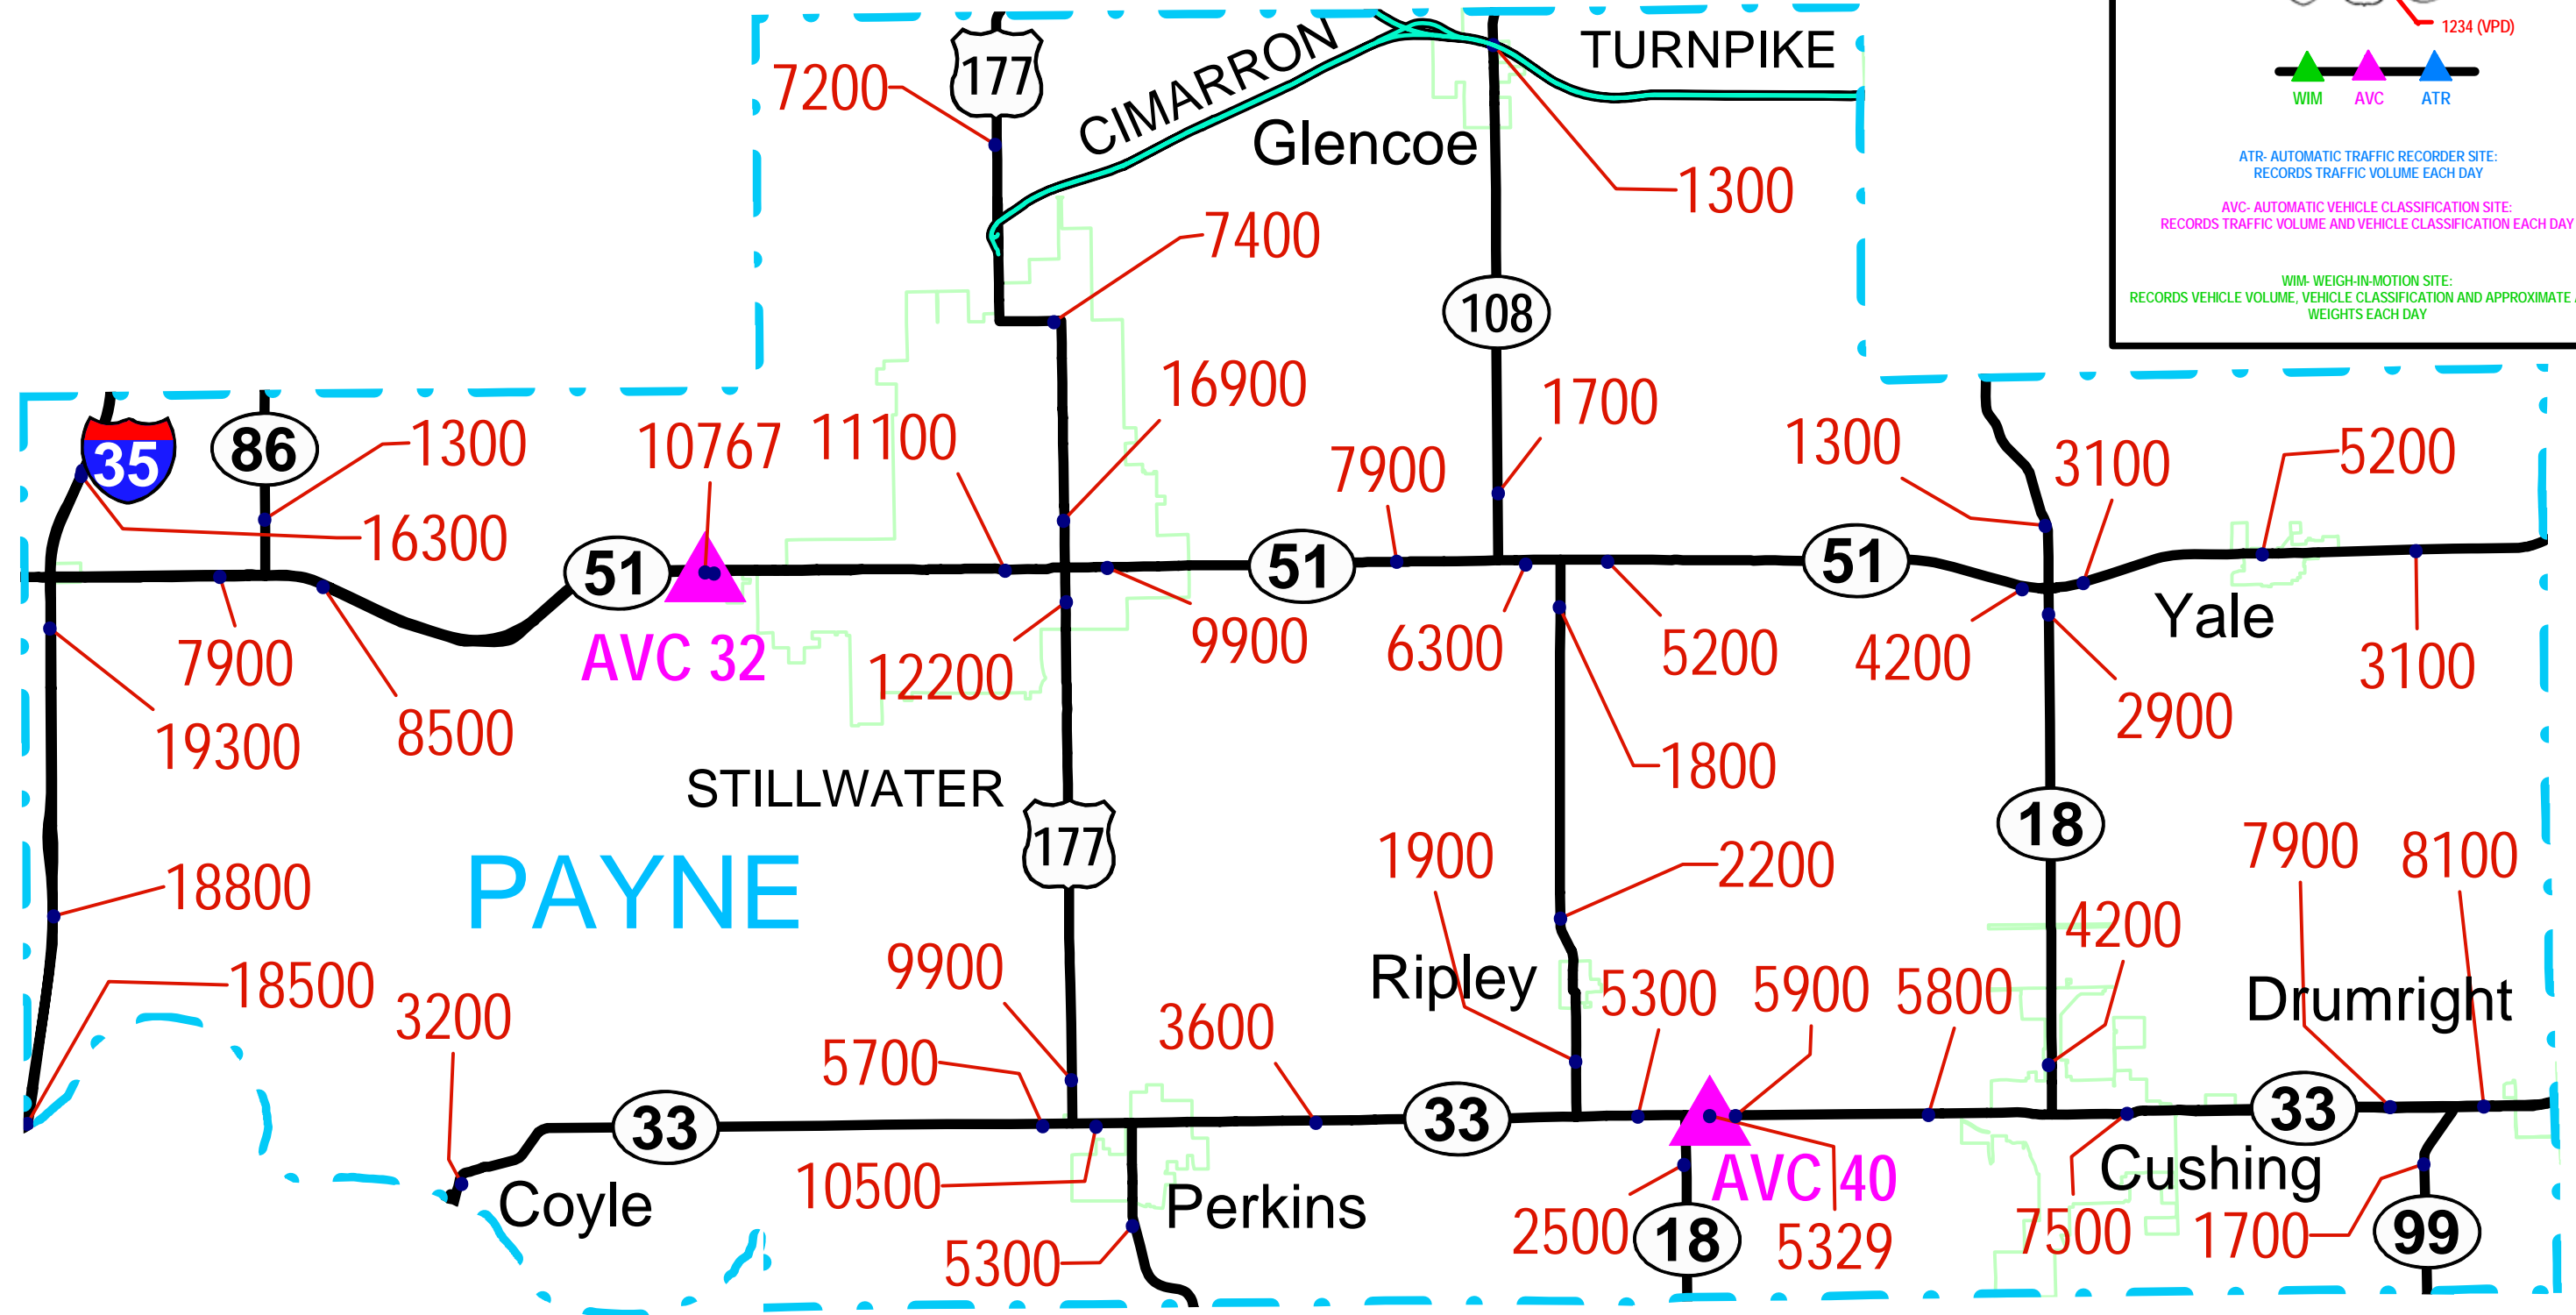 1234 (VPD)
WIM AVC ATR
ATR- AUTOMATIC TRAFFIC RECORDER SITE:
RECORDS TRAFFIC VOLUME EACH DAY
AVC- AUTOMATIC VEHICLE CLASSIFICATION SITE:
RECORDS TRAFFIC VOLUME AND VEHICLE CLASSIFICATION EACH DAY
WIM- WEIGH-IN-MOTION SITE:
RECORDS VEHICLE VOLUME, VEHICLE CLASSIFICATION AND APPROXIMATE
WEIGHTS EACH DAY
177
7200
CIMARRON
TURNPIKE
Glencoe
1300
7400
108
16900
1700
35
86
1300
10767
11100
7900
1300
3100
5200
16300
51
51
51
7900
AVC 32
12200
9900
6300
5200
4200
Yale
3100
19300
8500
2900
1800
STILLWATER
177
18
PAYNE
18800
1900
2200
7900
8100
4200
18500
3200
9900
Ripley
5300
5900
5800
Drumright
5700
3600
33
33
33
10500
Coyle
Perkins
AVC 40
Cushing
5300
2500
18
5329
7500
1700
99